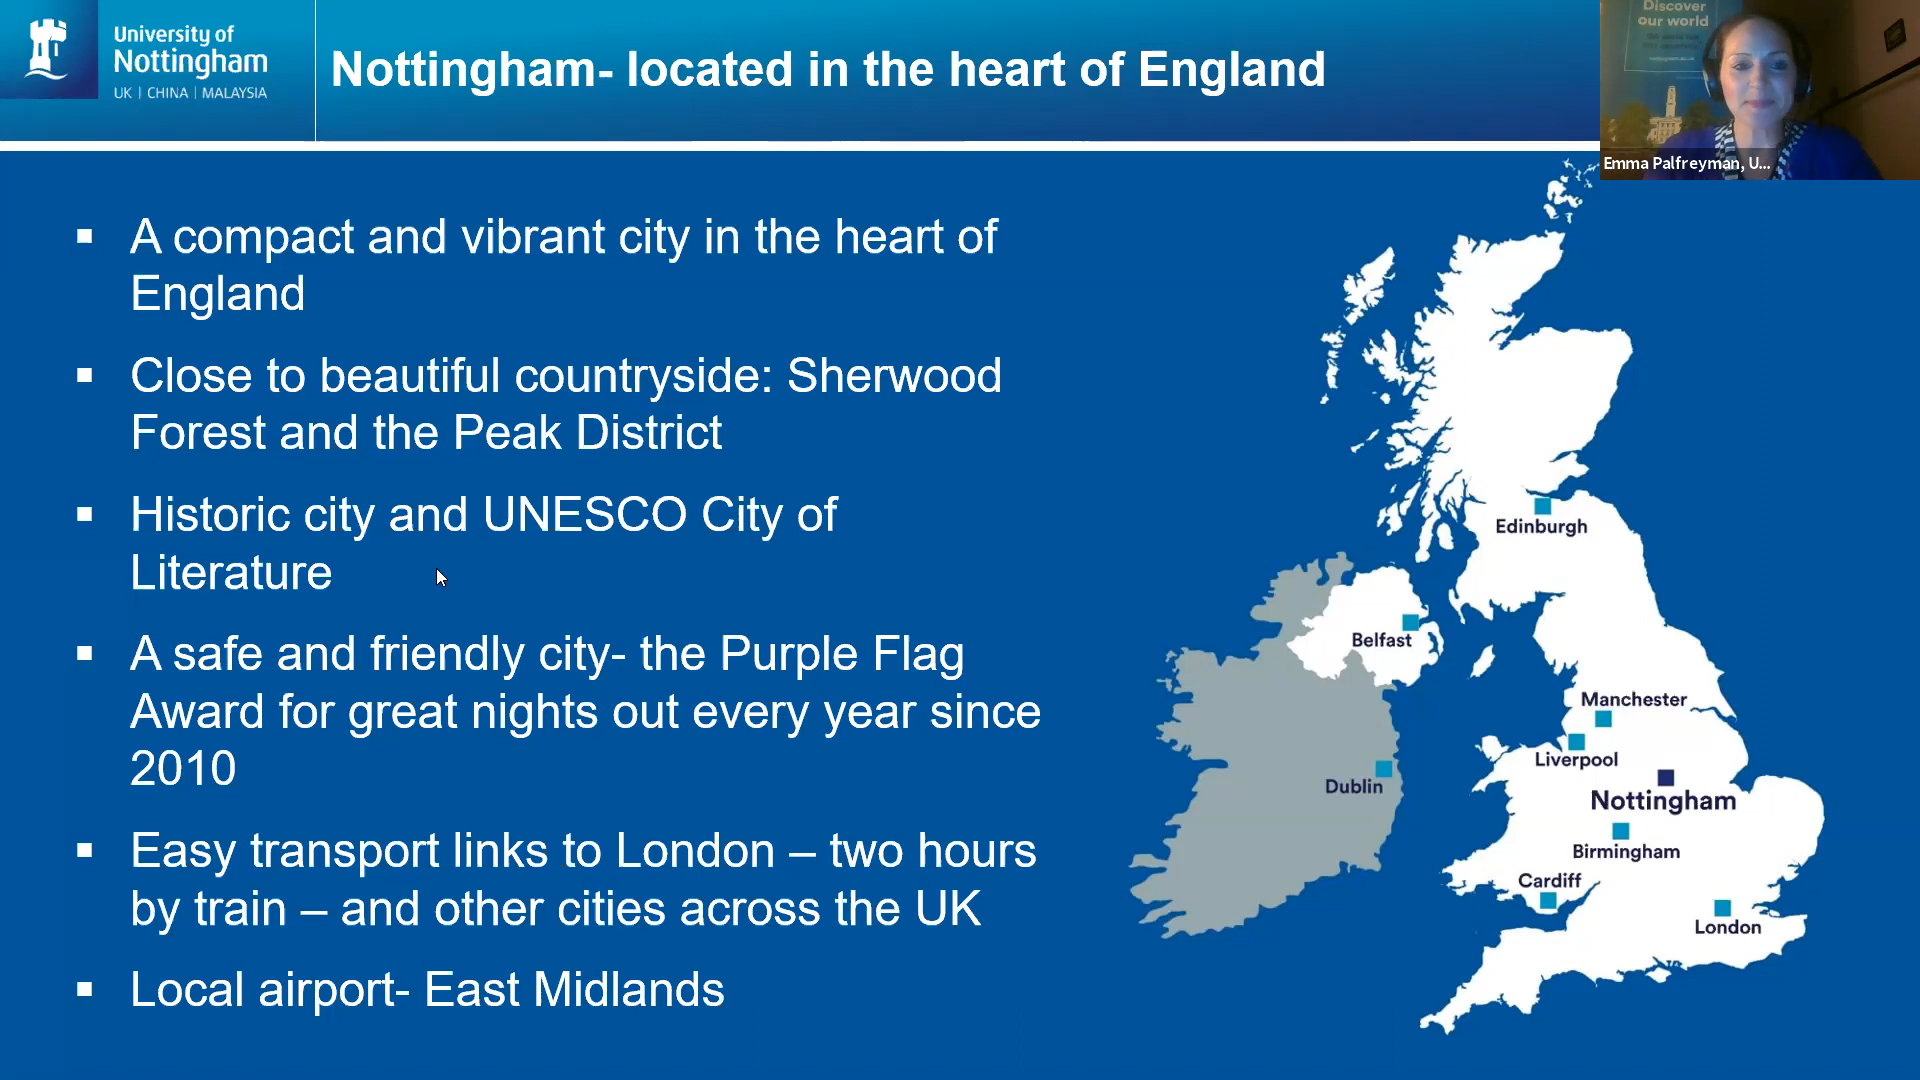 University of
Nottingham
UK | CHINA | MALAYSIA
Nottingham- located in the heart of England
Discover
our world
Emma Palfreyman, U...
▪ A compact and vibrant city in the heart of
England
▪ Close to beautiful countryside: Sherwood
Forest and the Peak District
▪ Historic city and UNESCO City of
Literature
▪ A safe and friendly city- the Purple Flag
Award for great nights out every year since
2010
▪ Easy transport links to London – two hours
by train – and other cities across the UK
▪ Local airport- East Midlands
Edinburgh
Belfast
Manchester
Liverpool
Dublin
Nottingham
Birmingham
Cardiff
London